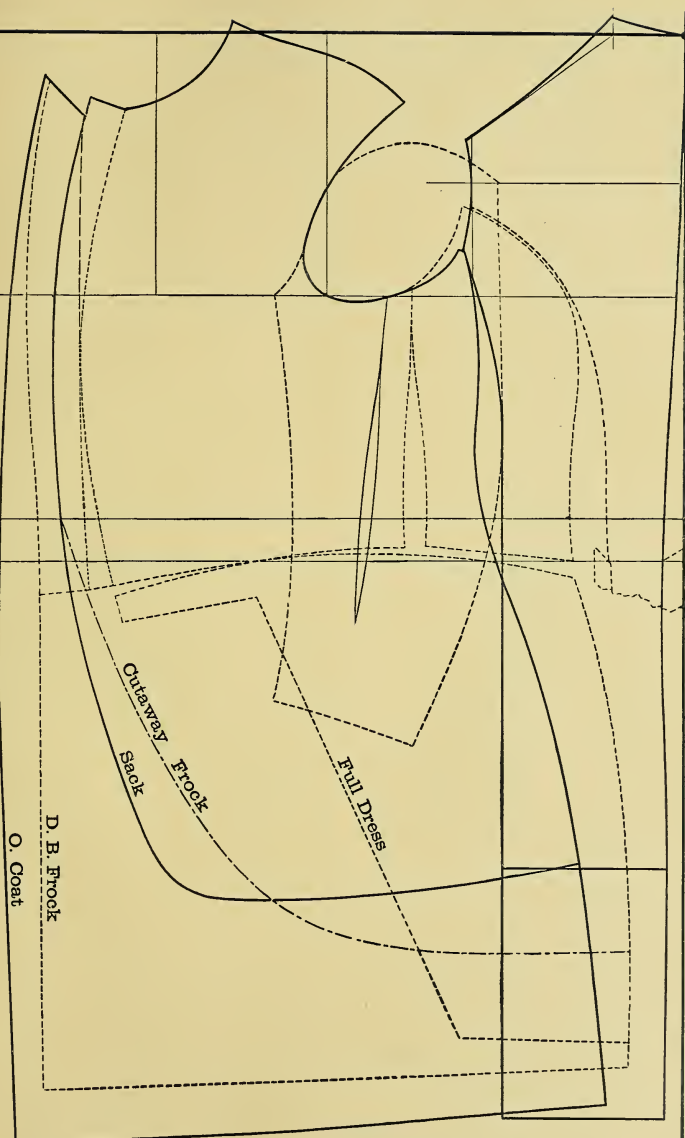 Cutaway Frock
Sack
Full Dress
D. B. Frock
O. Coat